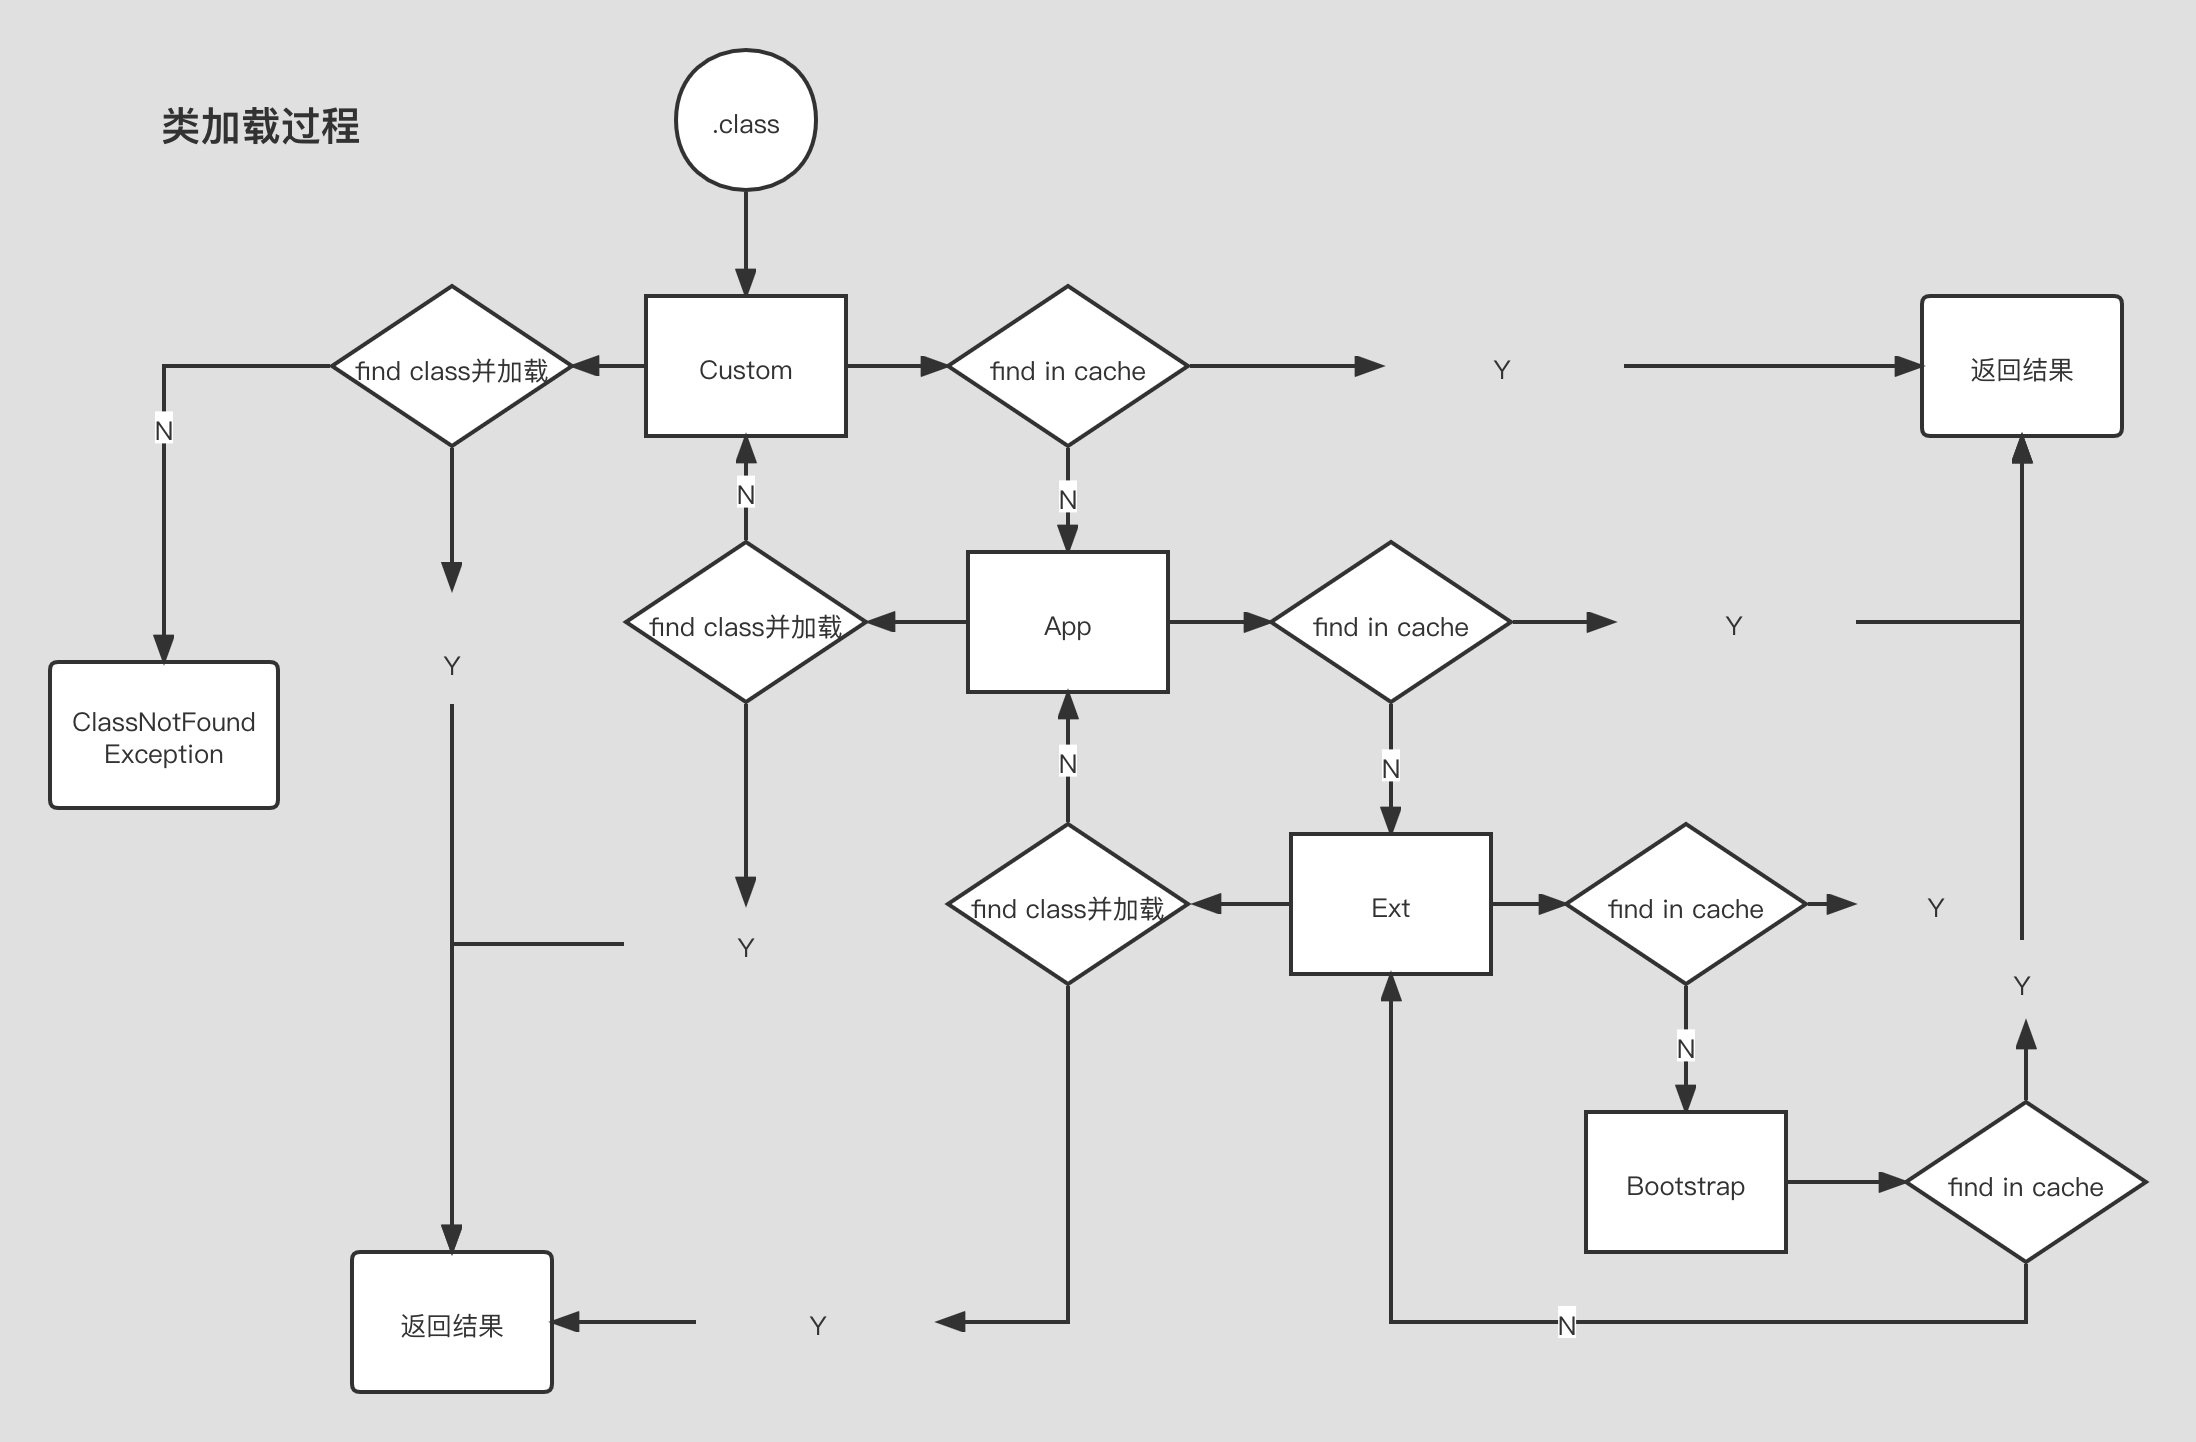 .class
类加载过程
find class并加载
Custom
find in cache
Y
返回结果
N
N
N
find class并加载
App
find in cache
Y
Y
ClassNotFound
Exception
N
N
find class并加载
Ext
find in cache
Y
Y
Y
N
Bootstrap
find in cache
返回结果
Y
N